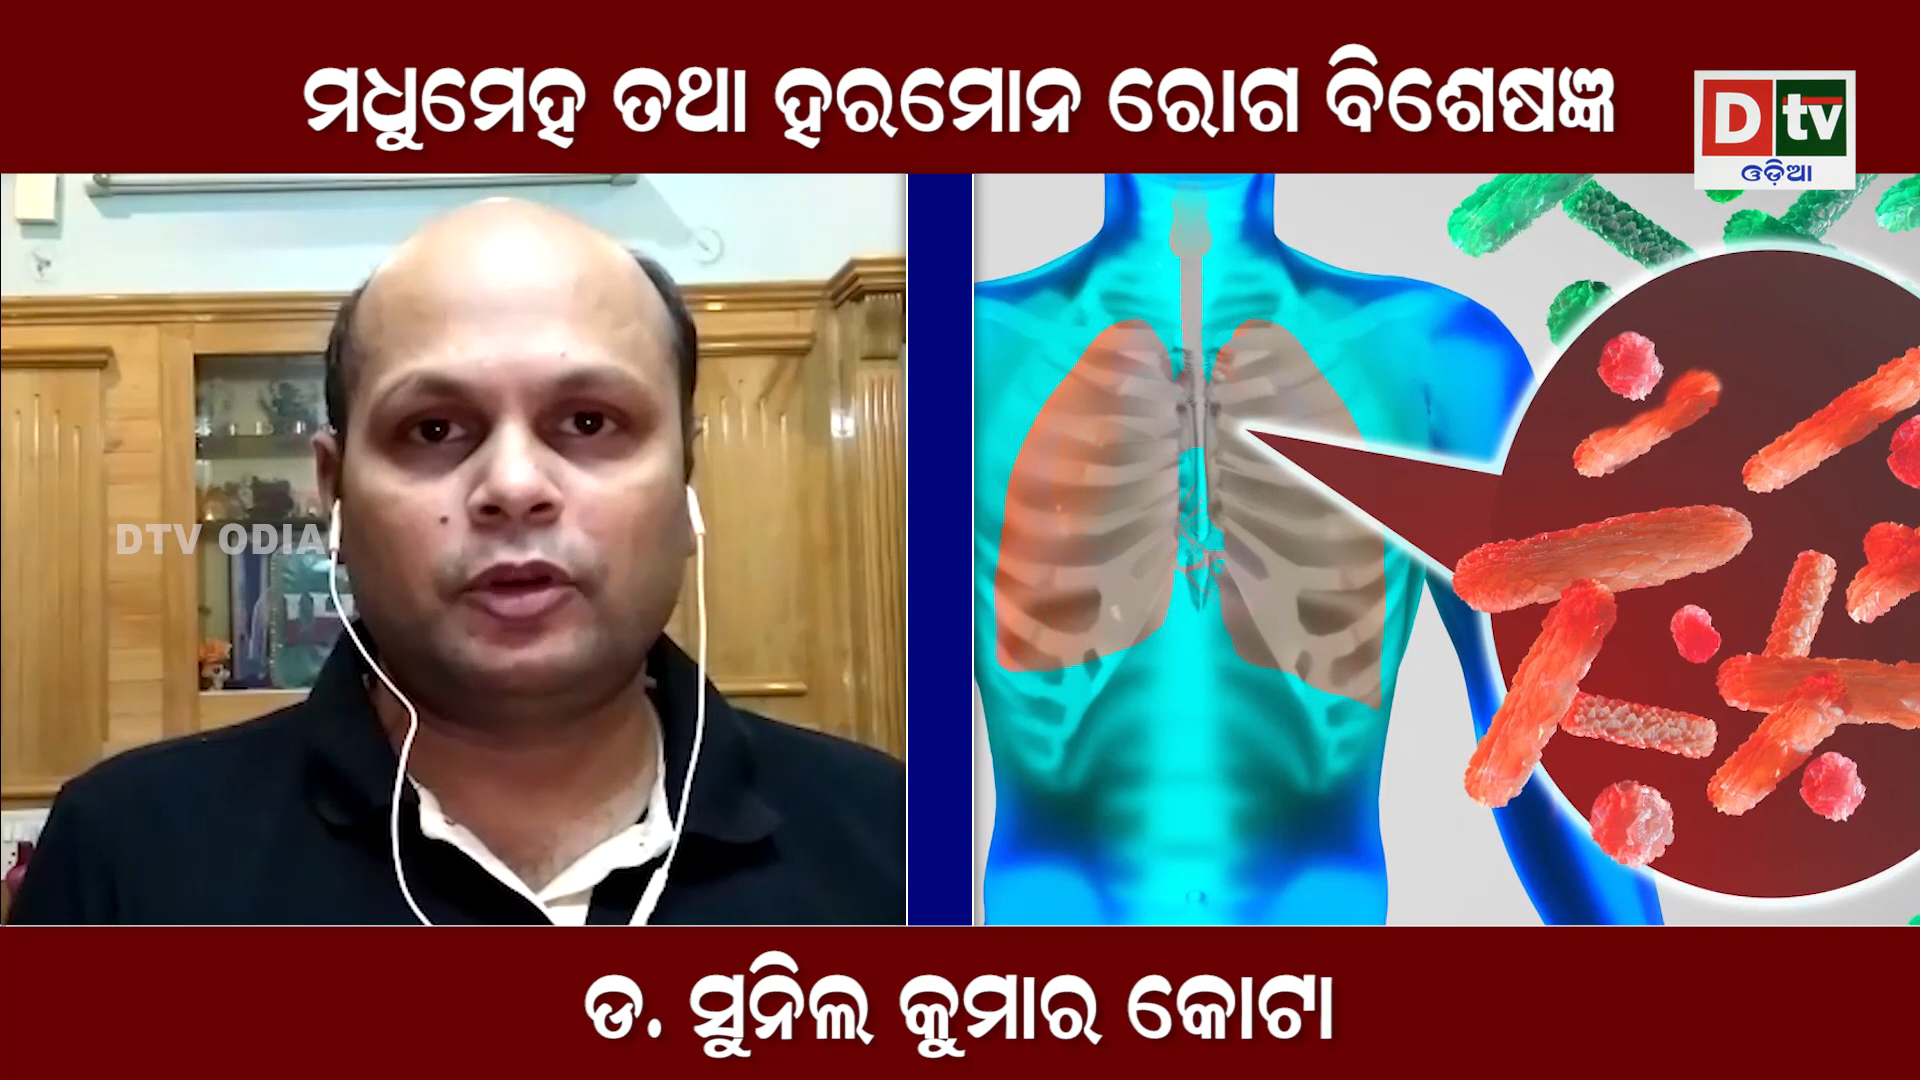 ମଧୁମେହ ତଥା ହରମୋନ ରୋଗ ବିଶେଷଜ୍ଞ
D tv
ଓଡ଼ିଆ
DTV ODIA
ଡ. ସୁନିଲ କୁମାର କୋଟା